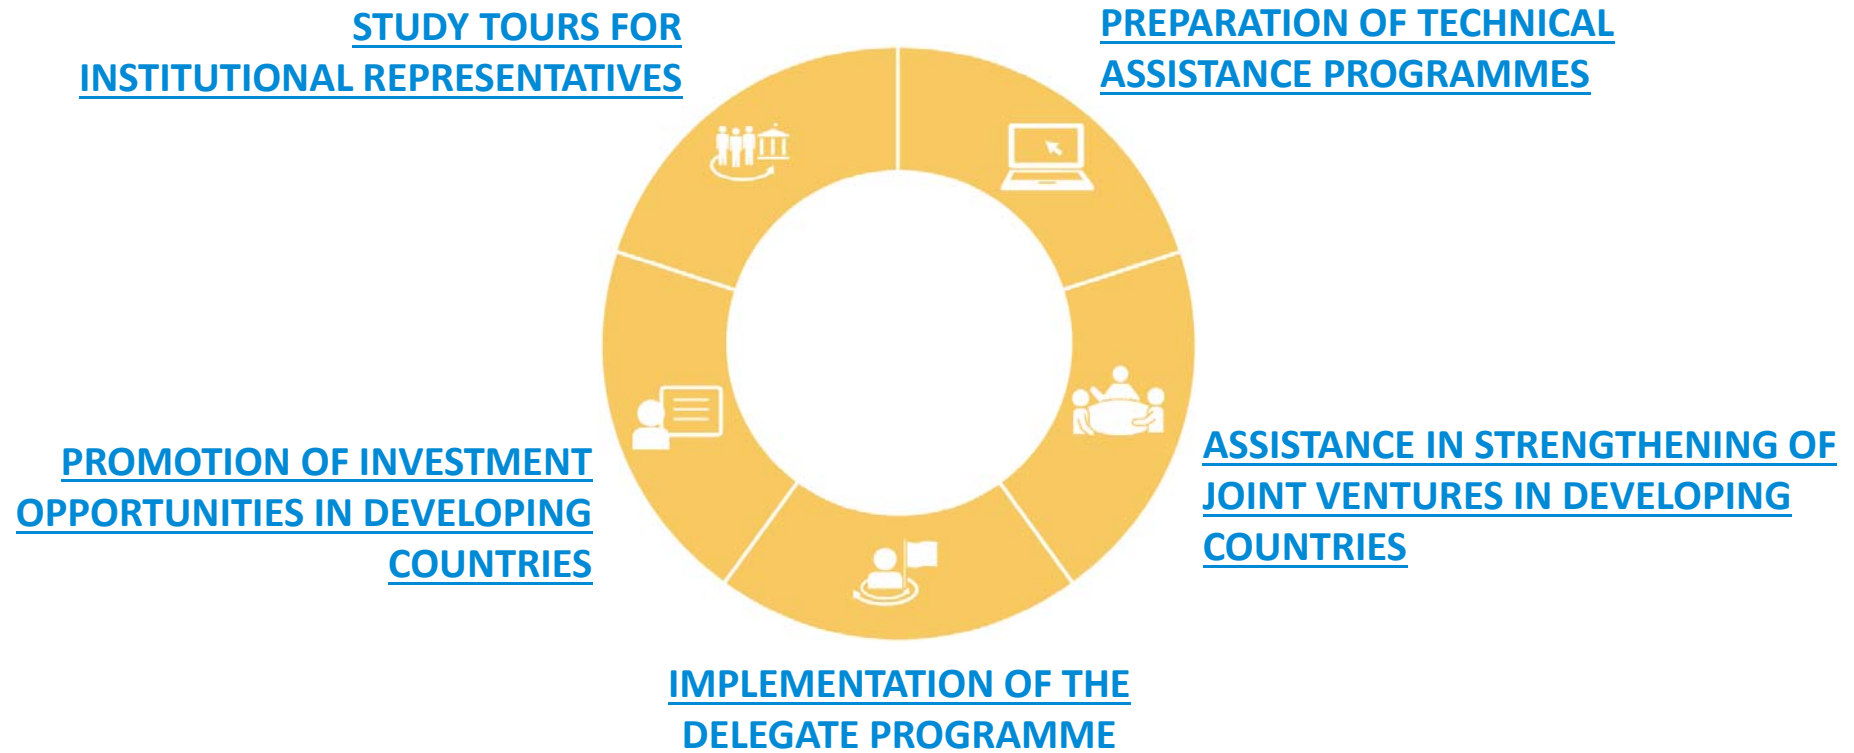 STUDY TOURS FOR
INSTITUTIONAL REPRESENTATIVES
PREPARATION OF TECHNICAL
ASSISTANCE PROGRAMMES
PROMOTION OF INVESTMENT
OPPORTUNITIES IN DEVELOPING
COUNTRIES
ASSISTANCE IN STRENGTHENING OF
JOINT VENTURES IN DEVELOPING
COUNTRIES
IMPLEMENTATION OF THE
DELEGATE PROGRAMME